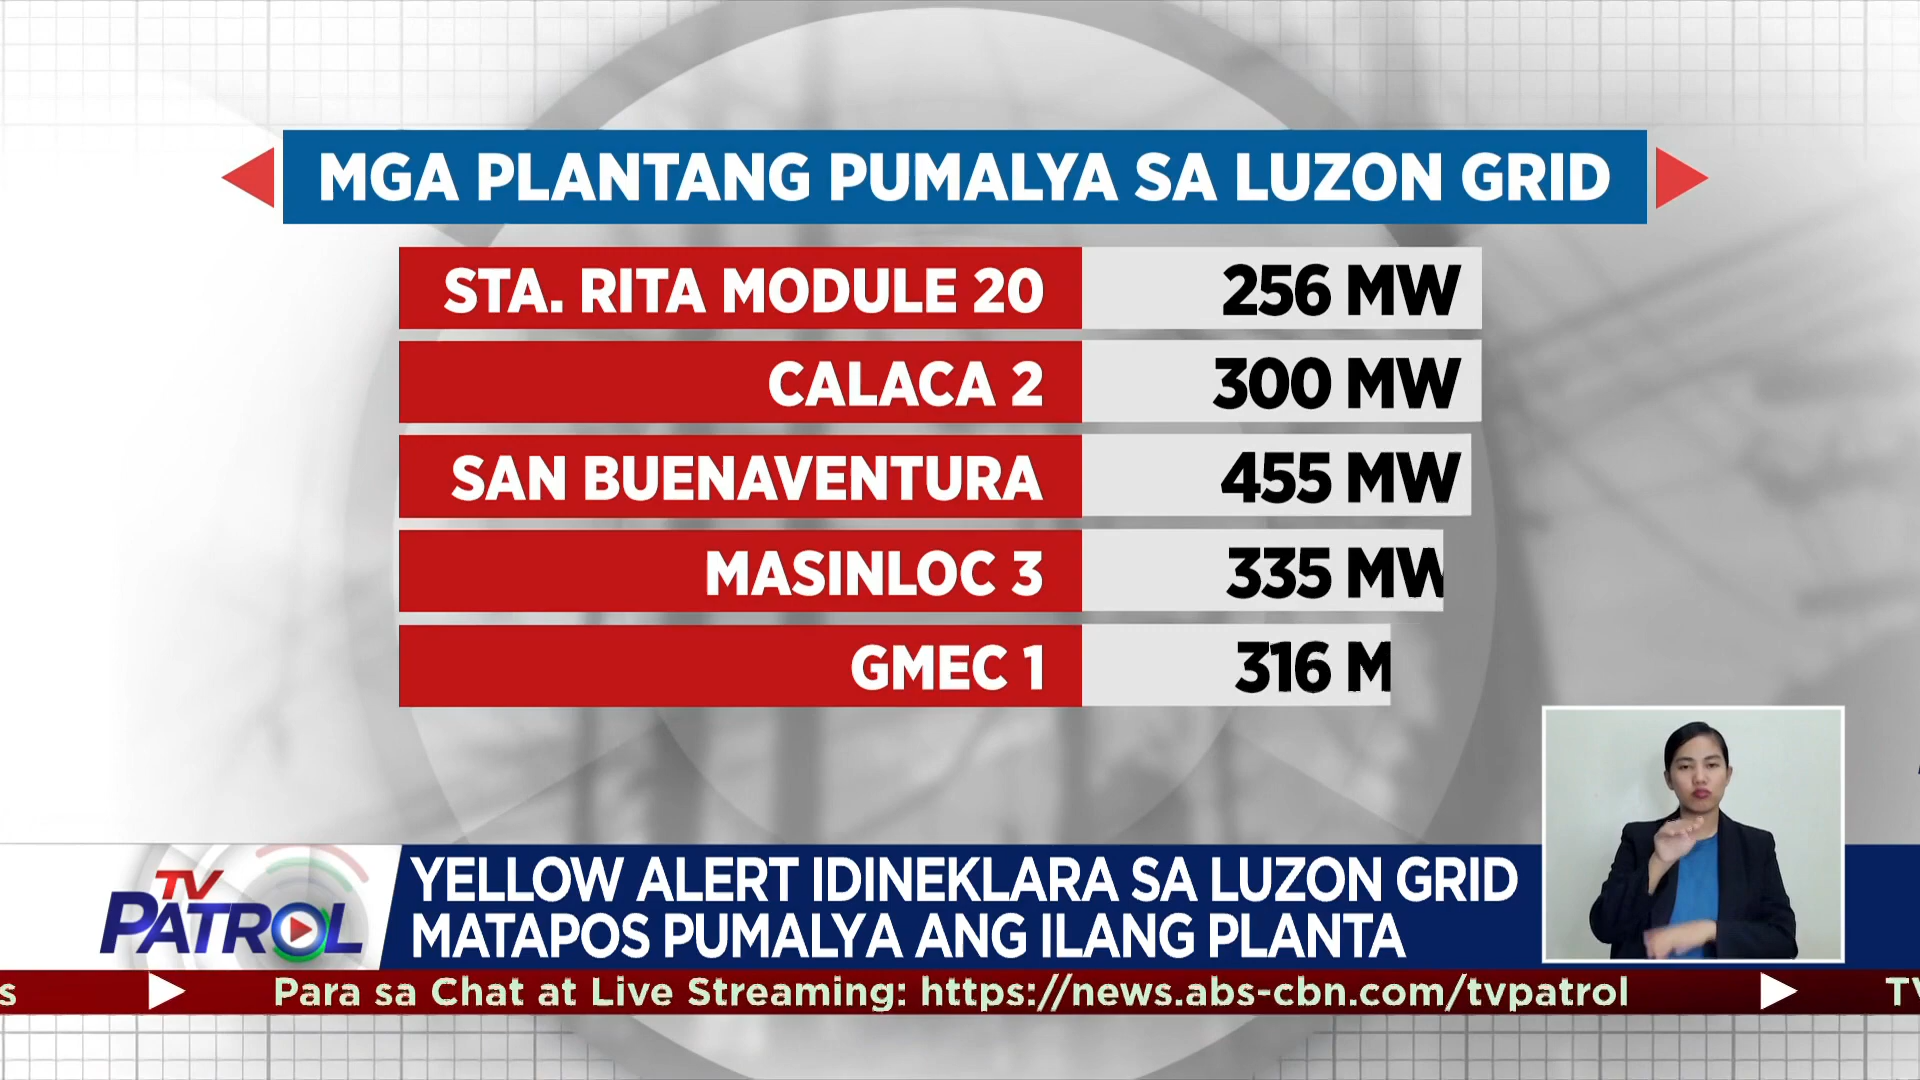 MGA PLANTANG PUMALYA SA LUZON GRID
STA. RITA MODULE 20 256 MW
CALACA 2 300 MW
SAN BUENAVENTURA 455 MW
MASINLOC 3 335 MW
GMEC 1 316 M
TV PATROL
YELLOW ALERT IDINEKLARA SA LUZON GRID
MATAPOS PUMALYA ANG ILANG PLANTA
s Para sa Chat at Live Streaming: https://news.abs-cbn.com/tvpatrol TV